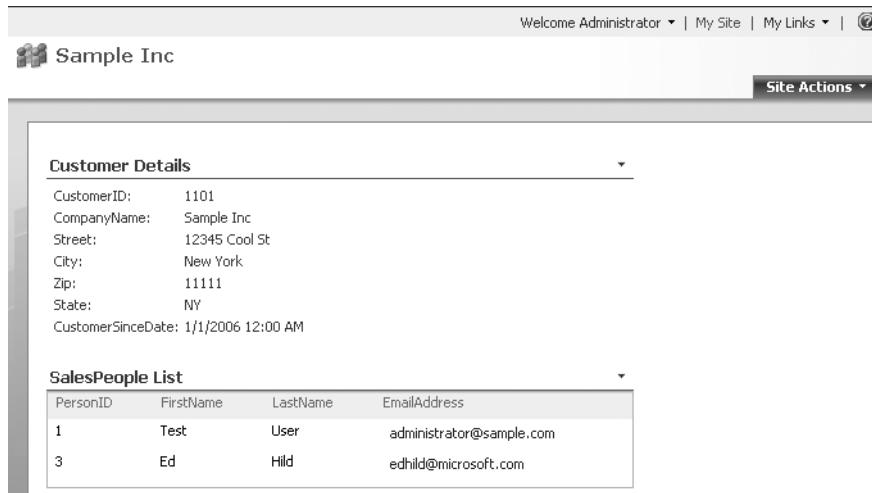 Welcome Administrator ▾ | My Site | My Links ▾ |
Sample Inc
Site Actions ▾
Customer Details
CustomerID: 1101
CompanyName: Sample Inc
Street: 12345 Cool St
City: New York
Zip: 11111
State: NY
CustomerSinceDate: 1/1/2006 12:00 AM
SalesPeople List
PersonID FirstName LastName EmailAddress
1 Test User administrator@sample.com
3 Ed Hild edhild@microsoft.com